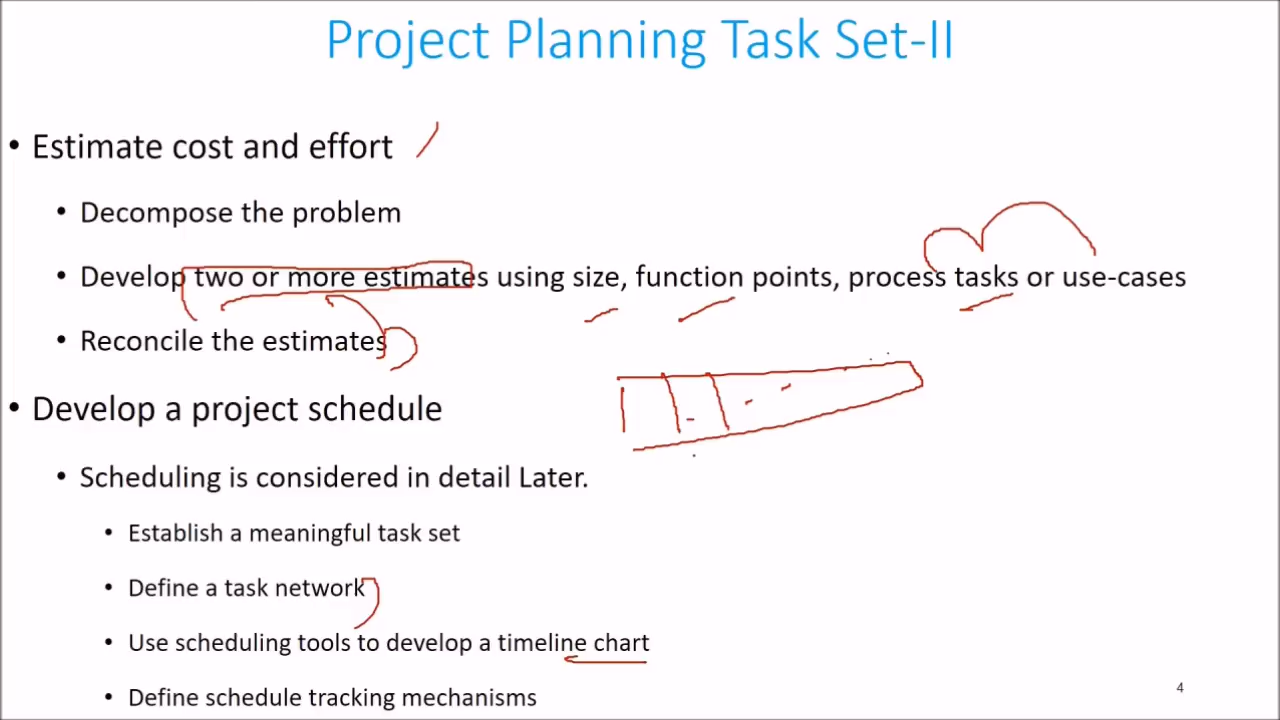 Project Planning Task Set-II
• Estimate cost and effort
• Decompose the problem
• Develop two or more estimates using size, function points, process tasks or use-cases
• Reconcile the estimates
• Develop a project schedule
• Scheduling is considered in detail Later.
• Establish a meaningful task set
• Define a task network
• Use scheduling tools to develop a timeline chart
• Define schedule tracking mechanisms
4